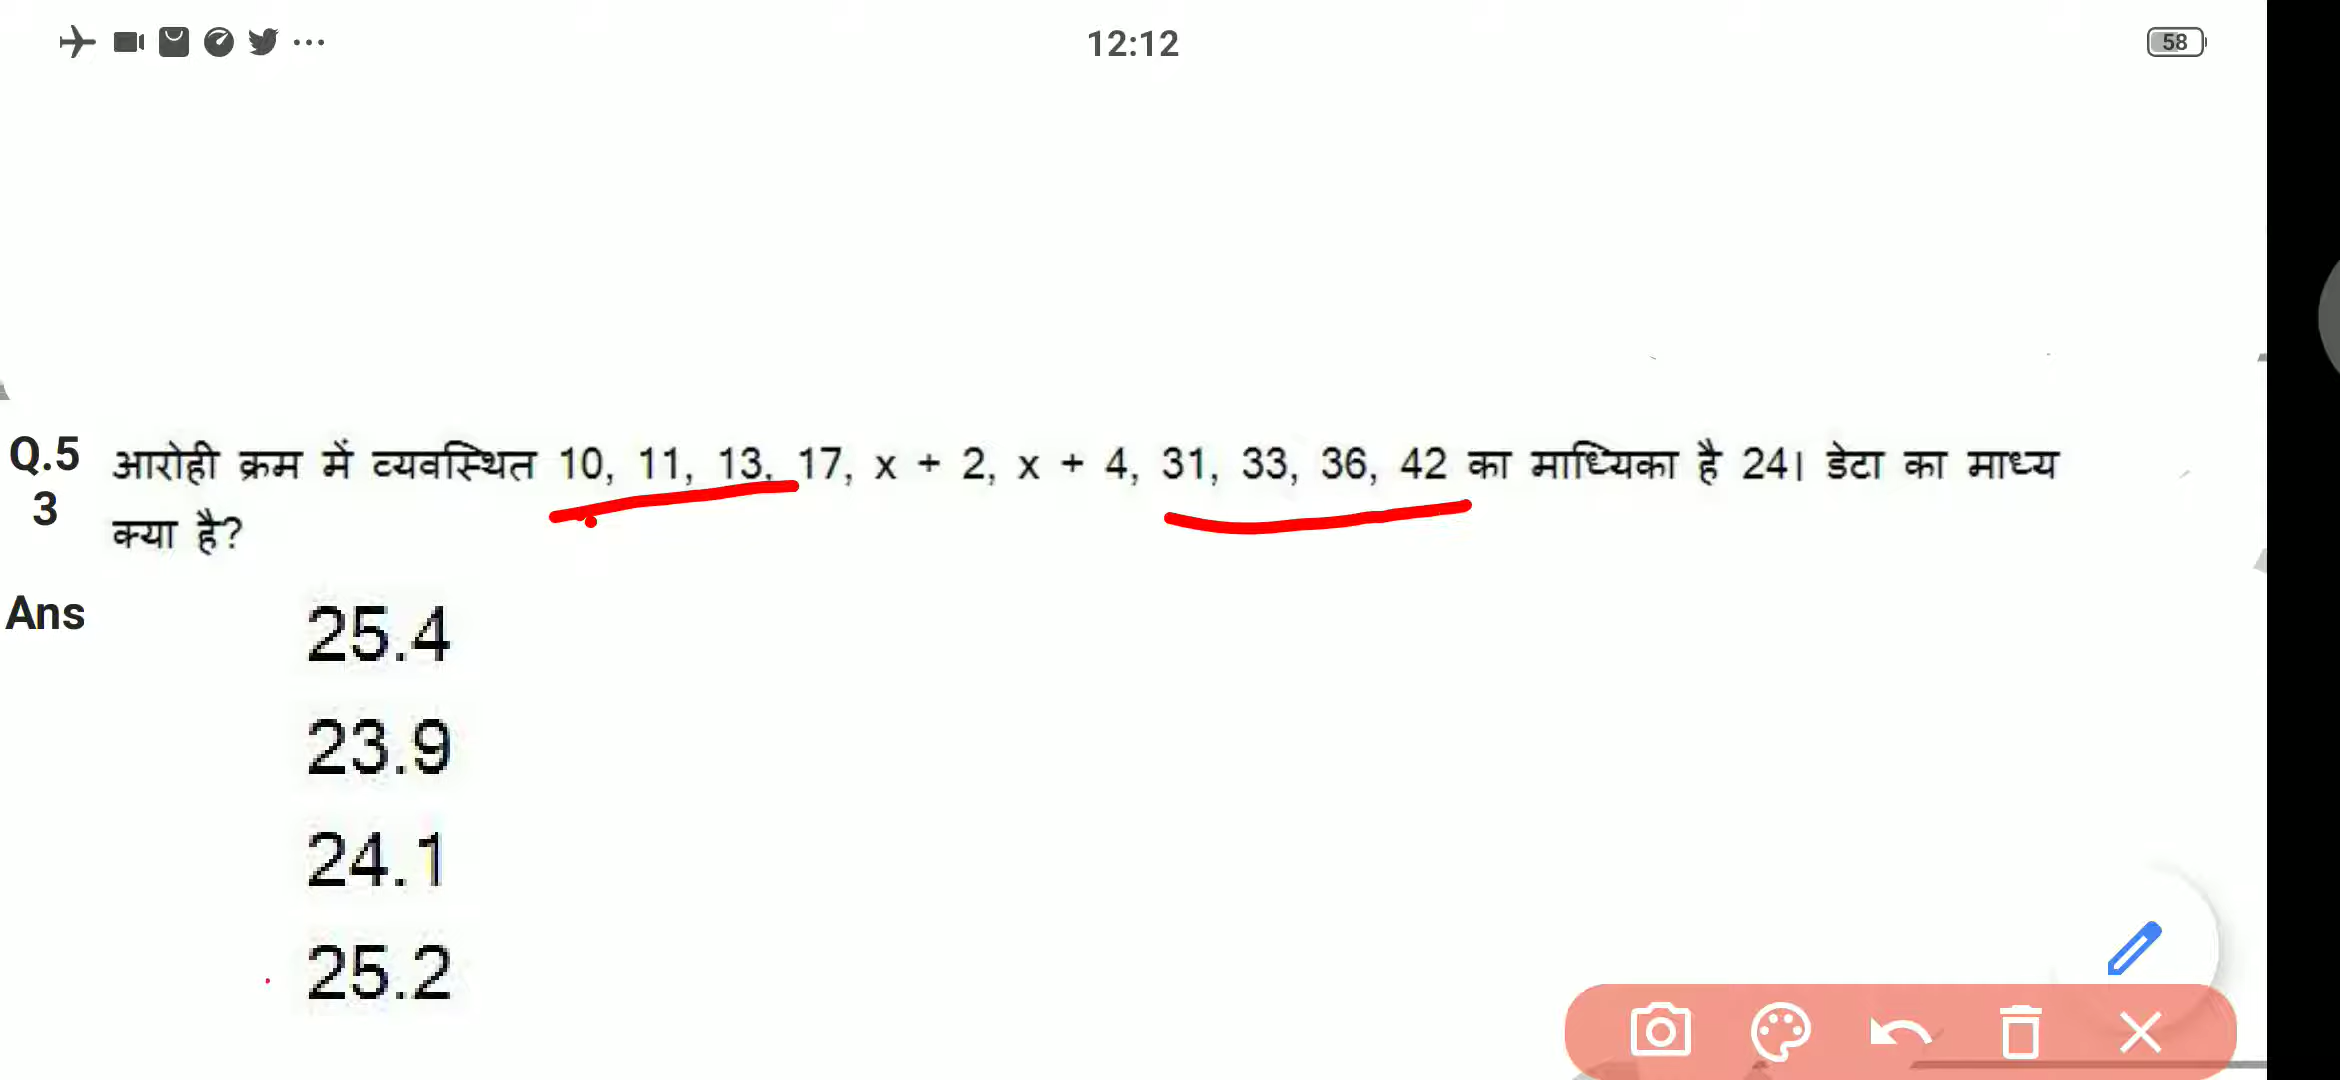 12:12
58
Q.5 आरोही क्रम में व्यवस्थित 10, 11, 13, 17, x + 2, x + 4, 31, 33, 36, 42 का माध्यिका है 24। डेटा का माध्य
3 क्या है?
Ans
25.4
23.9
24.1
25.2